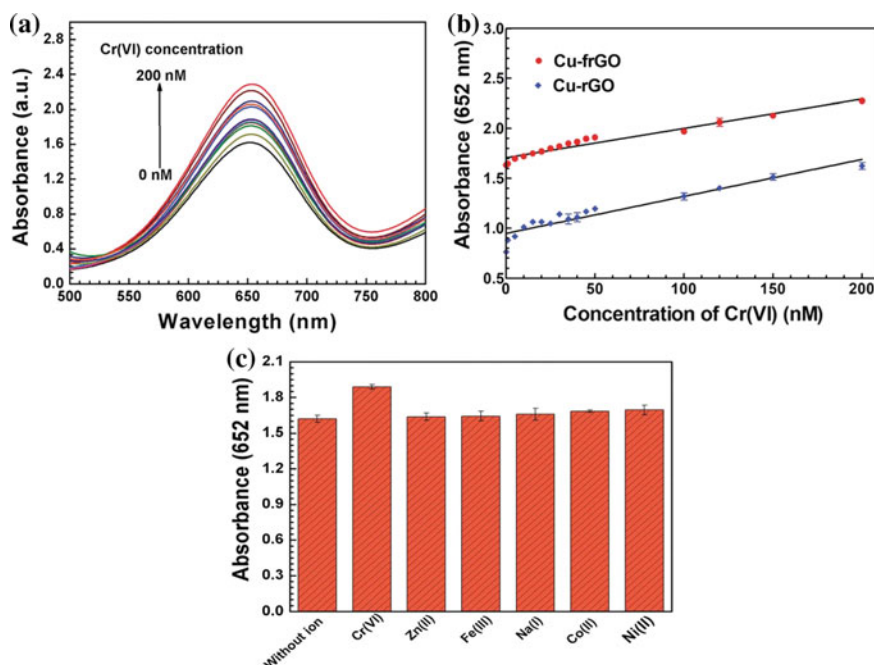 (a)
Cr(VI) concentration
200 nM
0 nM
Absorbance (a.u.)
2.8
2.4
2.0
1.6
1.2
0.8
0.4
0.0
500 550 600 650 700 750 800
Wavelength (nm)
(b)
Cu-frGO
Cu-rGO
Absorbance (652 nm)
3.0
2.5
2.0
1.5
1.0
0.5
0 50 100 150 200
Concentration of Cr(VI) (nM)
(c)
Absorbance (652 nm)
2.1
1.8
1.5
1.2
0.9
0.6
0.3
0.0
Without ion
Cr(VI)
Zn(II)
Fe(III)
Na(I)
Co(II)
Ni(II)